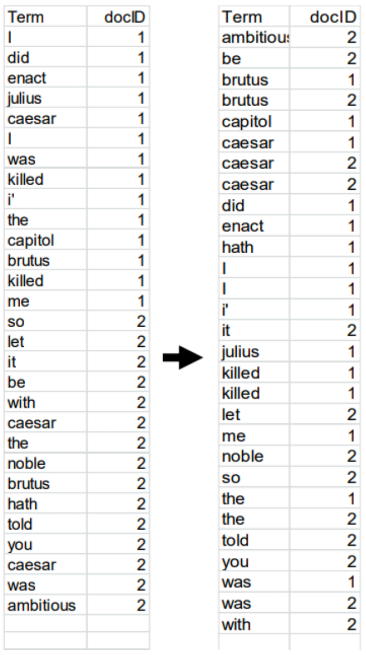 Term docID
I 1
did 1
enact 1
julius 1
caesar 1
I 1
was 1
killed 1
i' 1
the 1
capitol 1
brutus 1
killed 1
me 1
so 2
let 2
it 2
be 2
with 2
caesar 2
the 2
noble 2
brutus 2
hath 2
told 2
you 2
caesar 2
was 2
ambitious 2
Term docID
ambitious 2
be 2
brutus 1
brutus 2
capitol 1
caesar 1
caesar 2
caesar 2
did 1
enact 1
hath 1
I 1
I 1
i' 1
it 2
julius 1
killed 1
killed 1
let 2
me 1
noble 2
so 2
the 1
the 2
told 2
you 2
was 1
was 2
with 2